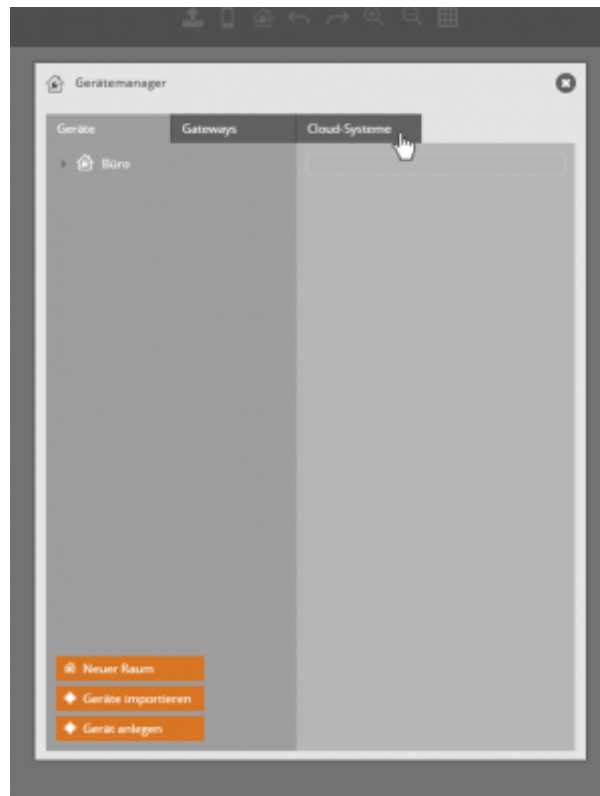 Gerätemanager
Geräte
Gateways
Cloud-Systeme
Büro
Neuer Raum
Geräte importieren
Gerät anlegen